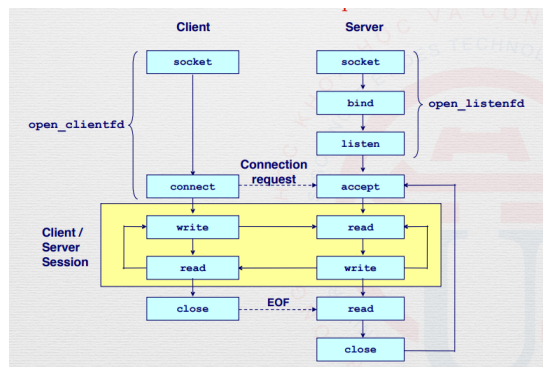 Client
Server
socket
socket
bind
open_clientfd
open_listenfd
listen
Connection
request
connect
accept
Client /
Server
Session
write
read
read
write
close
EOF
read
close